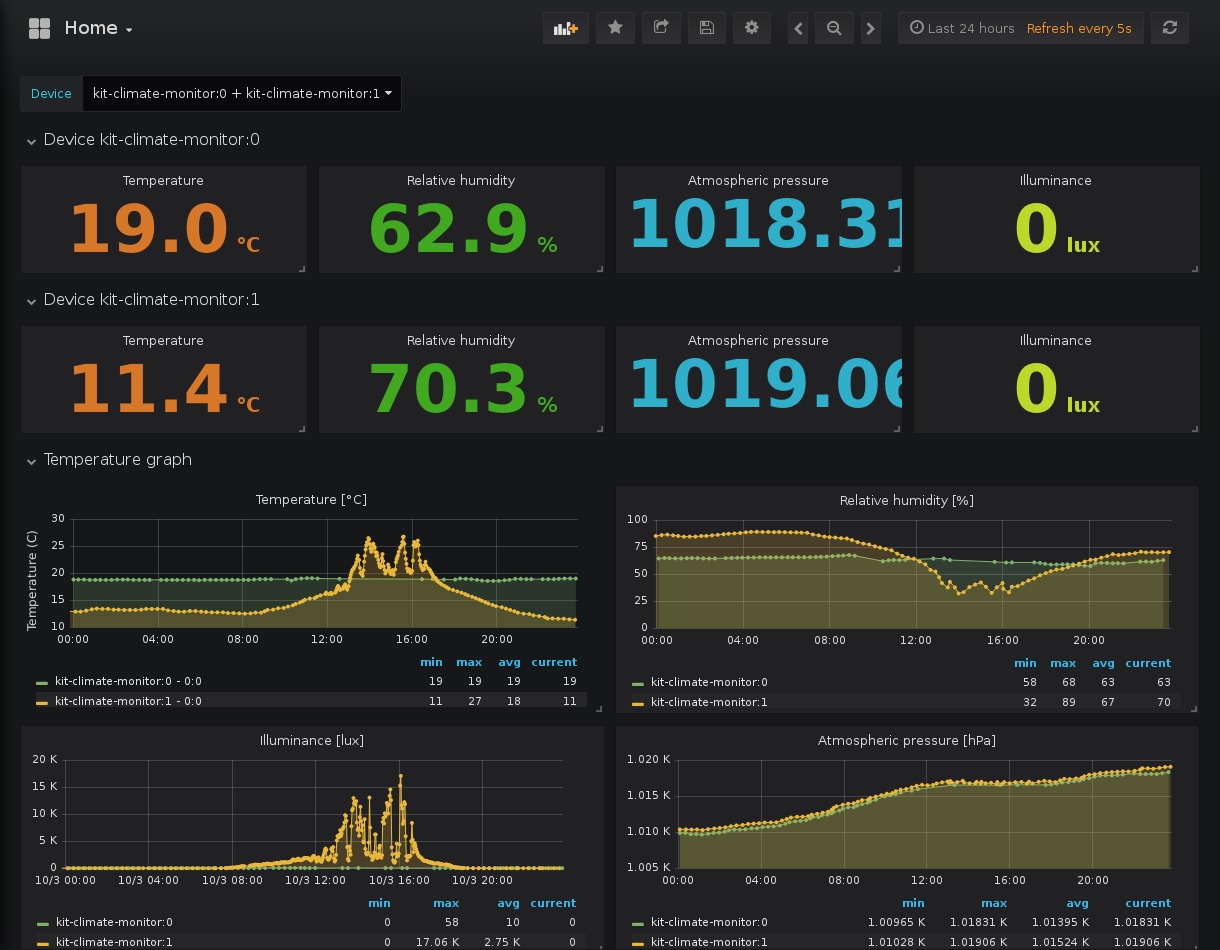 Home
Last 24 hours Refresh every 5s
Device kit-climate-monitor:0 + kit-climate-monitor:1
Device kit-climate-monitor:0
Temperature Relative humidity Atmospheric pressure Illuminance
19.0 °C 62.9 % 1018.31 0 lux
Device kit-climate-monitor:1
Temperature Relative humidity Atmospheric pressure Illuminance
11.4 °C 70.3 % 1019.06 0 lux
Temperature graph
Temperature [°C]
Temperature (C)
30
25
20
15
10
00:00 04:00 08:00 12:00 16:00 20:00
min max avg current
kit-climate-monitor:0 - 0:0 19 19 19 19
kit-climate-monitor:1 - 0:0 11 27 18 11
Relative humidity [%]
100
75
50
25
0
00:00 04:00 08:00 12:00 16:00 20:00
min max avg current
kit-climate-monitor:0 58 68 63 63
kit-climate-monitor:1 32 89 67 70
Illuminance [lux]
20 K
15 K
10 K
5 K
0
10/3 00:00 10/3 04:00 10/3 08:00 10/3 12:00 10/3 16:00 10/3 20:00
min max avg current
kit-climate-monitor:0 0 58 10 0
kit-climate-monitor:1 0 17.06 K 2.75 K 0
Atmospheric pressure [hPa]
1.020 K
1.015 K
1.010 K
1.005 K
00:00 04:00 08:00 12:00 16:00 20:00
min max avg current
kit-climate-monitor:0 1.00965 K 1.01831 K 1.01395 K 1.01831 K
kit-climate-monitor:1 1.01028 K 1.01906 K 1.01524 K 1.01906 K